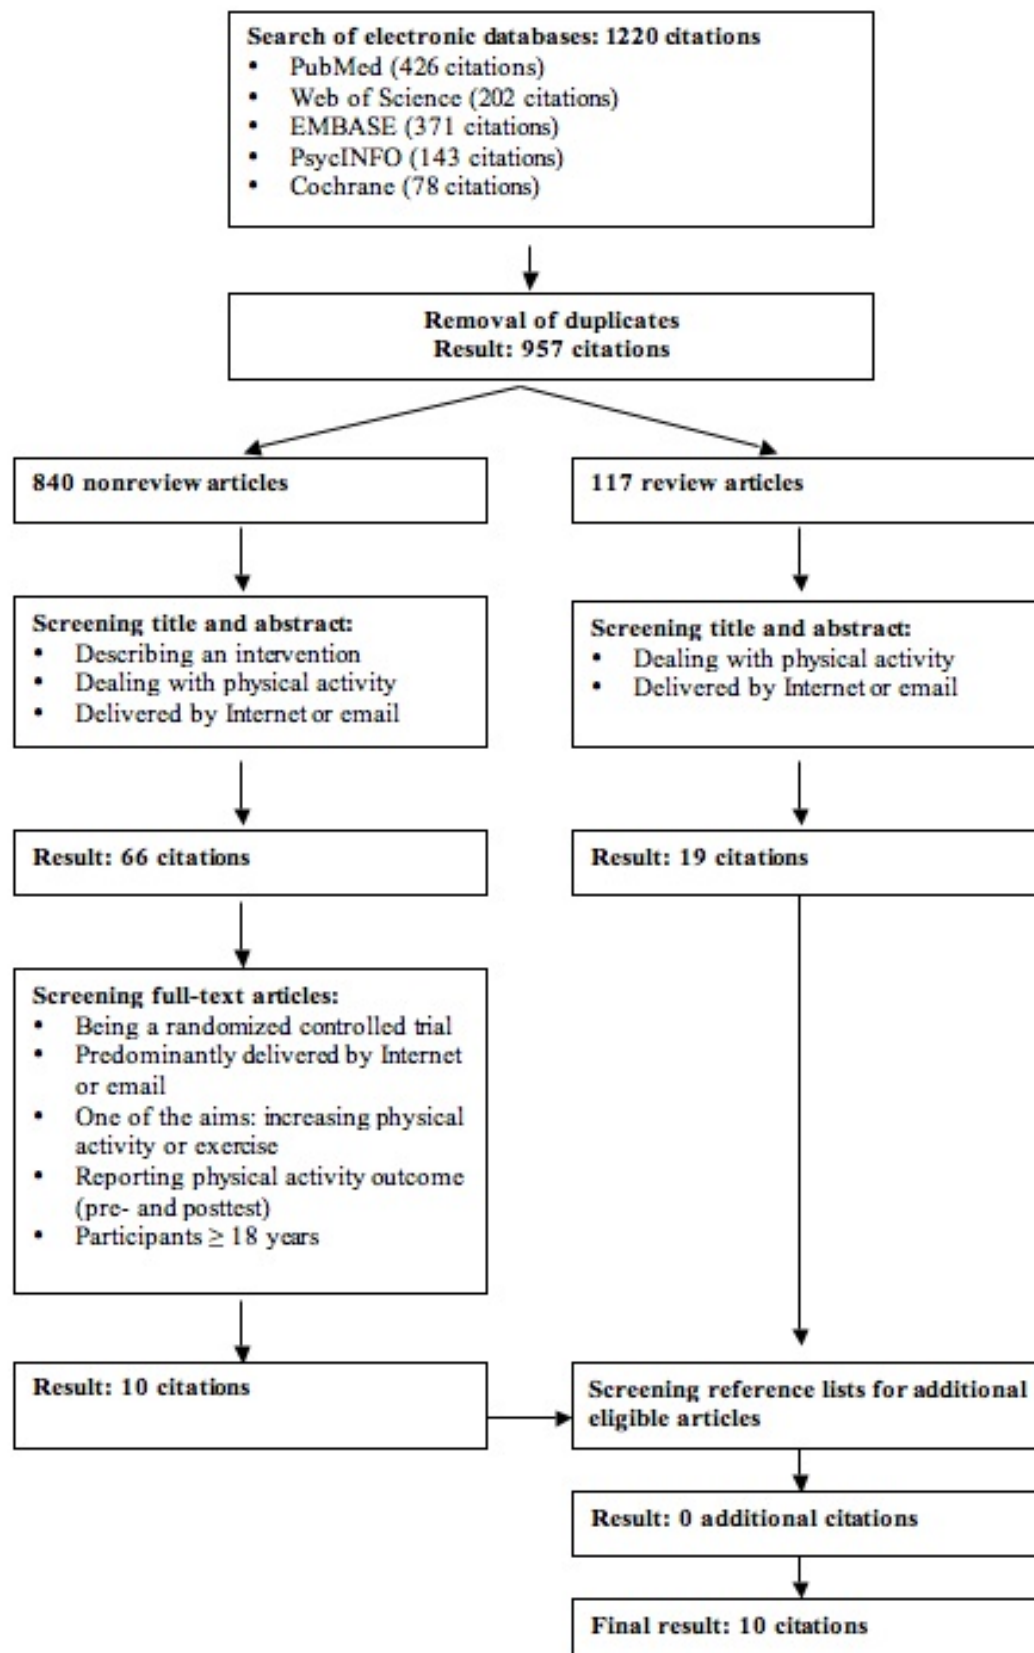 Search of electronic databases: 1220 citations
• PubMed (426 citations)
• Web of Science (202 citations)
• EMBASE (371 citations)
• PsycINFO (143 citations)
• Cochrane (78 citations)
Removal of duplicates
Result: 957 citations
840 nonreview articles
117 review articles
Screening title and abstract:
• Describing an intervention
• Dealing with physical activity
• Delivered by Internet or email
Screening title and abstract:
• Dealing with physical activity
• Delivered by Internet or email
Result: 66 citations
Result: 19 citations
Screening full-text articles:
• Being a randomized controlled trial
• Predominantly delivered by Internet
or email
• One of the aims: increasing physical
activity or exercise
• Reporting physical activity outcome
(pre- and posttest)
• Participants ≥ 18 years
Result: 10 citations
Screening reference lists for additional
eligible articles
Result: 0 additional citations
Final result: 10 citations